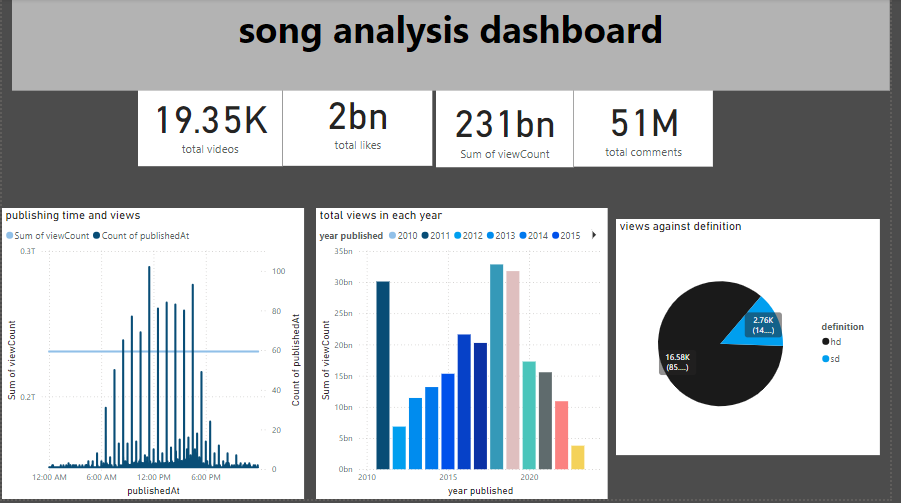 song analysis dashboard
19.35K
total videos
2bn
total likes
231bn
Sum of viewCount
51M
total comments
publishing time and views
Sum of viewCount Count of publishedAt
0.3T
0.2T
Sum of viewCount
100
80
60
40
20
0
Count of publishedAt
12:00 AM 6:00 AM 12:00 PM 6:00 PM
publishedAt
total views in each year
year published 2010 2011 2012 2013 2014 2015
35bn
30bn
25bn
20bn
15bn
10bn
5bn
0bn
Sum of viewCount
2010 2015 2020
year published
views against definition
2.76K
(14....)
16.58K
(85....)
definition
hd
sd